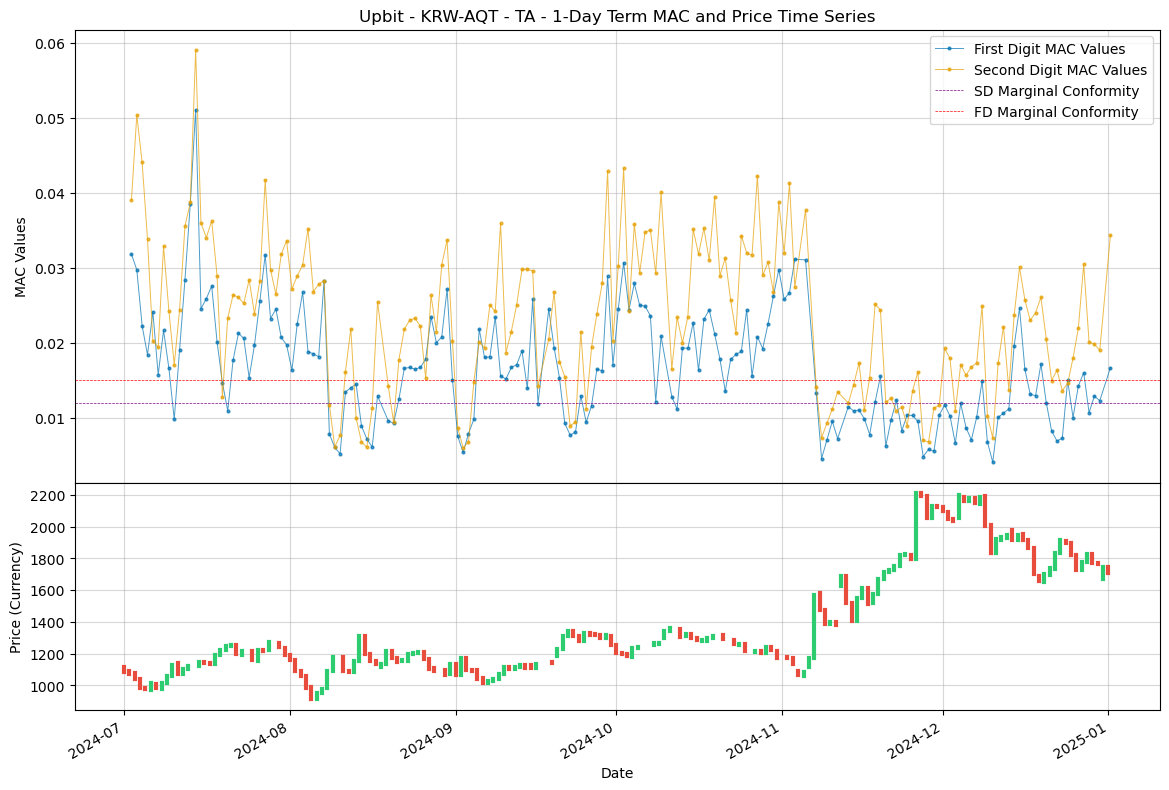 Upbit - KRW-AQT - TA - 1-Day Term MAC and Price Time Series
First Digit MAC Values
Second Digit MAC Values
SD Marginal Conformity
FD Marginal Conformity
MAC Values
0.06
0.05
0.04
0.03
0.02
0.01
Price (Currency)
2200
2000
1800
1600
1400
1200
1000
2024-07
2024-08
2024-09
2024-10
2024-11
2024-12
2025-01
Date